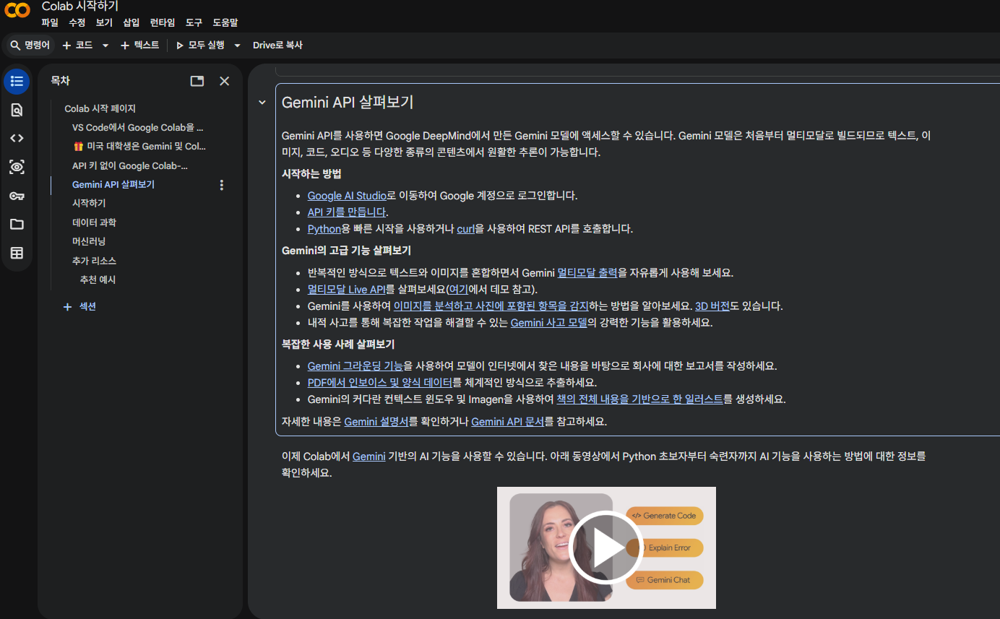 Colab 시작하기
파일 수정 보기 삽입 런타임 도구 도움말
명령어 + 코드 + 텍스트 모두 실행 Drive로 복사
목차
Colab 시작 페이지
VS Code에서 Google Colab을 ...
🎁 미국 대학생은 Gemini 및 Col...
API 키 없이 Google Colab-...
Gemini API 살펴보기
시작하기
데이터 과학
머신러닝
추가 리소스
추천 예시
+ 섹션
Gemini API 살펴보기
Gemini API를 사용하면 Google DeepMind에서 만든 Gemini 모델에 액세스할 수 있습니다. Gemini 모델은 처음부터 멀티모달로 빌드되므로 텍스트, 이
미지, 코드, 오디오 등 다양한 종류의 콘텐츠에서 원활한 추론이 가능합니다.
시작하는 방법
• Google AI Studio로 이동하여 Google 계정으로 로그인합니다.
• API 키를 만듭니다.
• Python용 빠른 시작을 사용하거나 curl을 사용하여 REST API를 호출합니다.
Gemini의 고급 기능 살펴보기
• 반복적인 방식으로 텍스트와 이미지를 혼합하면서 Gemini 멀티모달 출력을 자유롭게 사용해 보세요.
• 멀티모달 Live API를 살펴보세요(여기에서 데모 참고).
• Gemini를 사용하여 이미지를 분석하고 사진에 포함된 항목을 감지하는 방법을 알아보세요. 3D 버전도 있습니다.
• 내적 사고를 통해 복잡한 작업을 해결할 수 있는 Gemini 사고 모델의 강력한 기능을 활용하세요.
복잡한 사용 사례 살펴보기
• Gemini 그라운딩 기능을 사용하여 모델이 인터넷에서 찾은 내용을 바탕으로 회사에 대한 보고서를 작성하세요.
• PDF에서 인보이스 및 양식 데이터를 체계적인 방식으로 추출하세요.
• Gemini의 커다란 컨텍스트 윈도우 및 Imagen을 사용하여 책의 전체 내용을 기반으로 한 일러스트를 생성하세요.
자세한 내용은 Gemini 설명서를 확인하거나 Gemini API 문서를 참고하세요.
이제 Colab에서 Gemini 기반의 AI 기능을 사용할 수 있습니다. 아래 동영상에서 Python 초보자부터 숙련자까지 AI 기능을 사용하는 방법에 대한 정보를
확인하세요.
</> Generate Code
Explain Error
Gemini Chat